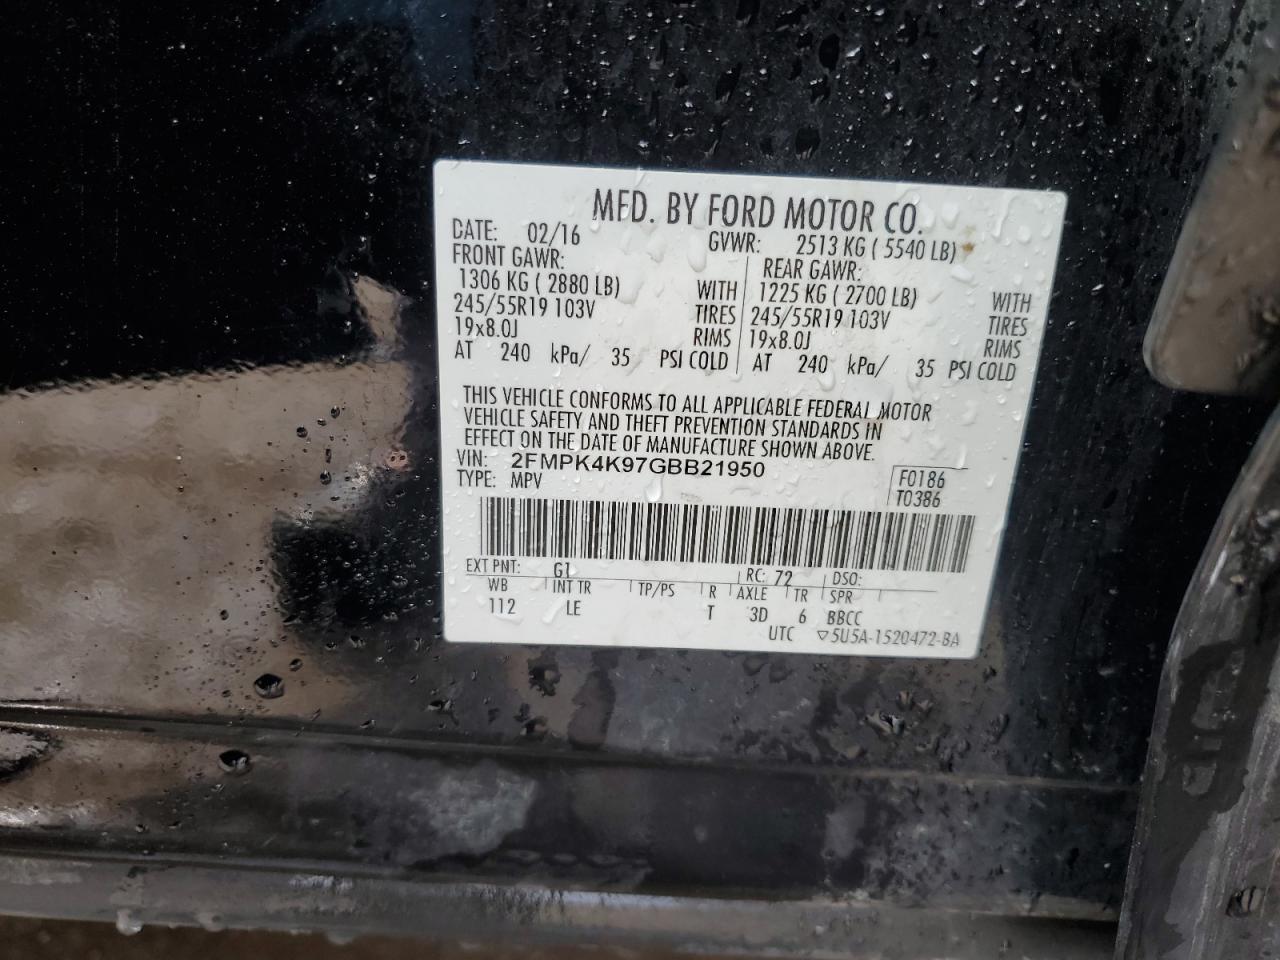 MFD. BY FORD MOTOR CO.
DATE: 02/16 GVWR: 2513 KG ( 5540 LB)
FRONT GAWR: REAR GAWR:
1306 KG ( 2880 LB) WITH 1225 KG ( 2700 LB) WITH
245/55R19 103V TIRES 245/55R19 103V TIRES
19x8.0J RIMS 19x8.0J RIMS
AT 240 kPa/ 35 PSI COLD AT 240 kPa/ 35 PSI COLD
THIS VEHICLE CONFORMS TO ALL APPLICABLE FEDERAL MOTOR
VEHICLE SAFETY AND THEFT PREVENTION STANDARDS IN
EFFECT ON THE DATE OF MANUFACTURE SHOWN ABOVE.
VIN: 2FMPK4K97GBB21950 F0186
TYPE: MPV T0386
EXT PNT: G1 RC: 72 DSO:
WB INT TR TP/PS R AXLE TR SPR
112 LE T 3D 6 BBCC
UTC ▽5U5A-1520472-BA